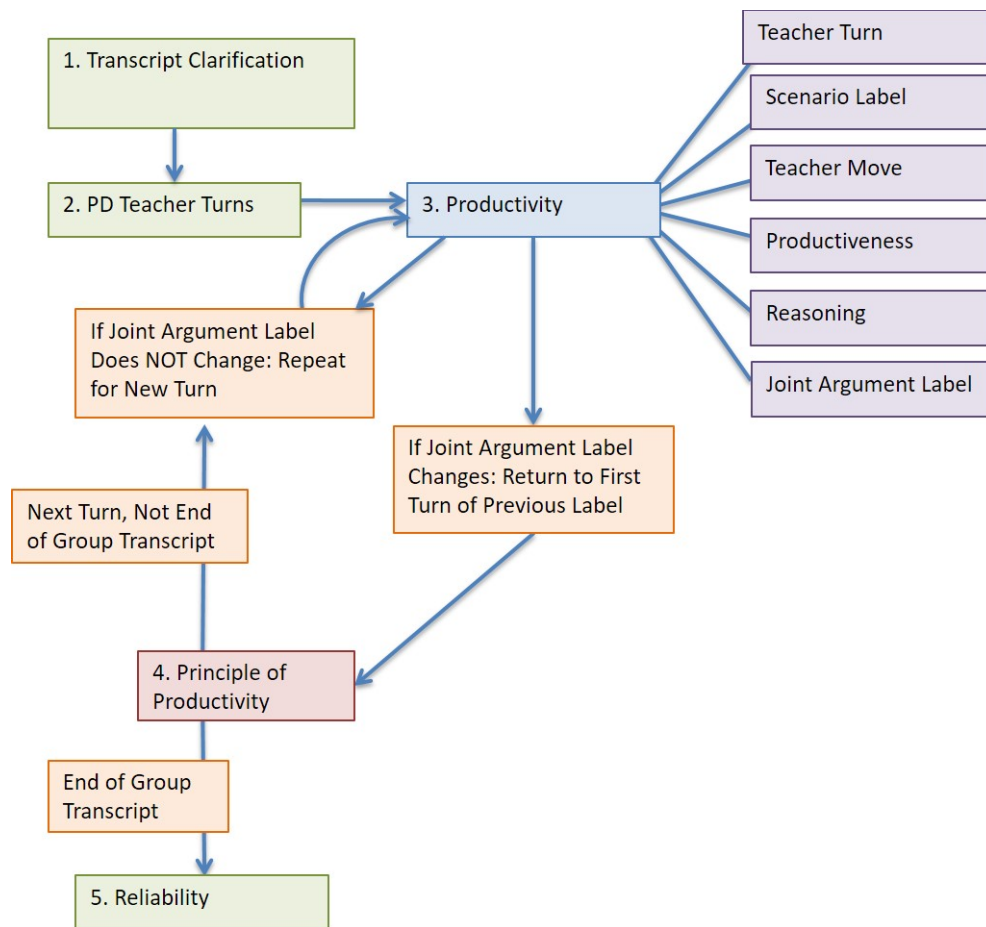 1. Transcript Clarification
2. PD Teacher Turns
3. Productivity
Teacher Turn
Scenario Label
Teacher Move
Productiveness
Reasoning
Joint Argument Label
If Joint Argument Label
Does NOT Change: Repeat
for New Turn
If Joint Argument Label
Changes: Return to First
Turn of Previous Label
Next Turn, Not End
of Group Transcript
4. Principle of
Productivity
End of Group
Transcript
5. Reliability